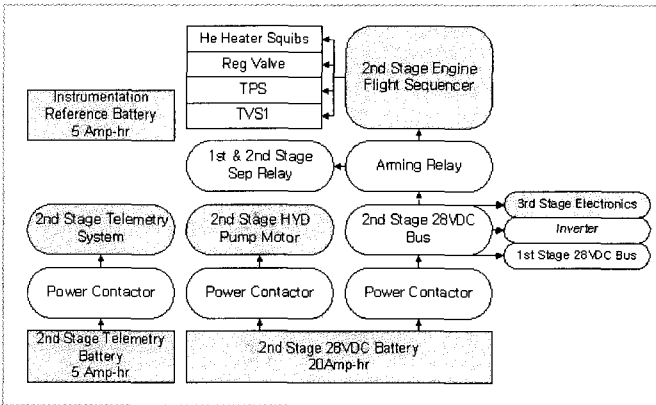 He Heater Squibs
Reg Valve
TPS
TVS1
2nd Stage Engine
Flight Sequencer
Instrumentation
Reference Battery
5 Amp-hr
1st & 2nd Stage
Sep Relay
Arming Relay
2nd Stage Telemetry
System
2nd Stage HYD
Pump Motor
2nd Stage 28VDC
Bus
3rd Stage Electronics
Inverter
1st Stage 28VDC Bus
Power Contactor
Power Contactor
Power Contactor
2nd Stage Telemetry
Battery
5 Amp-hr
2nd Stage 28VDC Battery
20Amp-hr